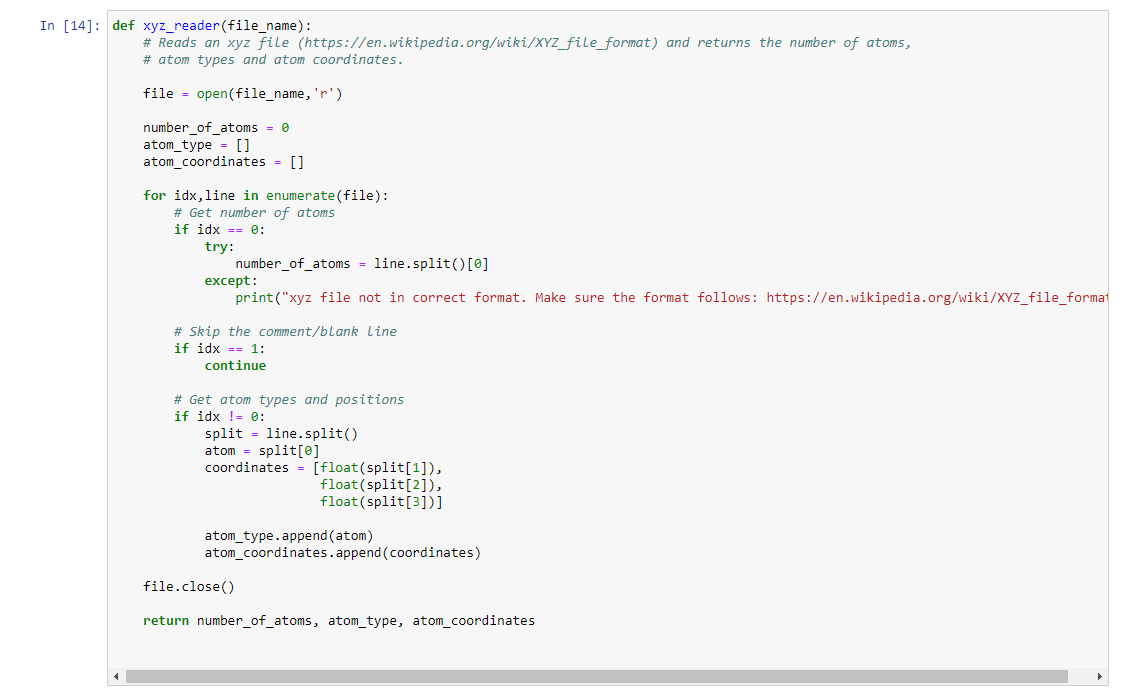 In [14]: def xyz_reader(file_name):
    # Reads an xyz file (https://en.wikipedia.org/wiki/XYZ_file_format) and returns the number of atoms,
    # atom types and atom coordinates.
    file = open(file_name,'r')
    number_of_atoms = 0
    atom_type = []
    atom_coordinates = []
    for idx,line in enumerate(file):
        # Get number of atoms
        if idx == 0:
            try:
                number_of_atoms = line.split()[0]
            except:
                print("xyz file not in correct format. Make sure the format follows: https://en.wikipedia.org/wiki/XYZ_file_format
        # Skip the comment/blank line
        if idx == 1:
            continue
        # Get atom types and positions
        if idx != 0:
            split = line.split()
            atom = split[0]
            coordinates = [float(split[1]),
                           float(split[2]),
                           float(split[3])]
            atom_type.append(atom)
            atom_coordinates.append(coordinates)
    file.close()
    return number_of_atoms, atom_type, atom_coordinates